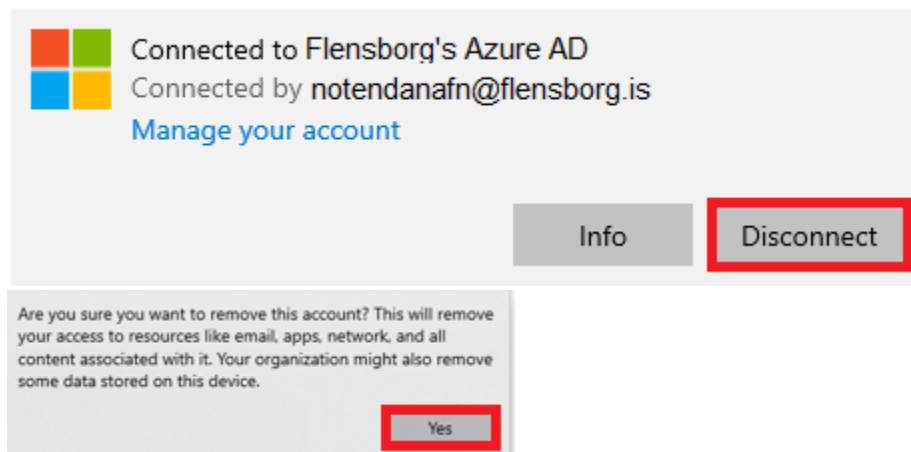 Connected to Flensborg's Azure AD
Connected by notendanafn@flensborg.is
Manage your account
Info Disconnect
Are you sure you want to remove this account? This will remove
your access to resources like email, apps, network, and all
content associated with it. Your organization might also remove
some data stored on this device.
Yes